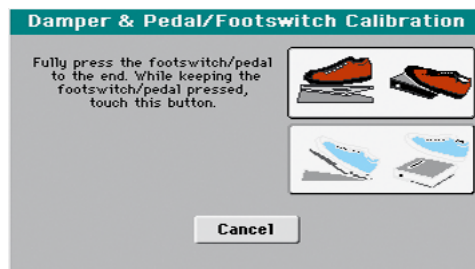 Damper & Pedal/Footswitch Calibration
Fully press the footswitch/pedal
to the end. While keeping the
footswitch/pedal pressed,
touch this button.
Cancel